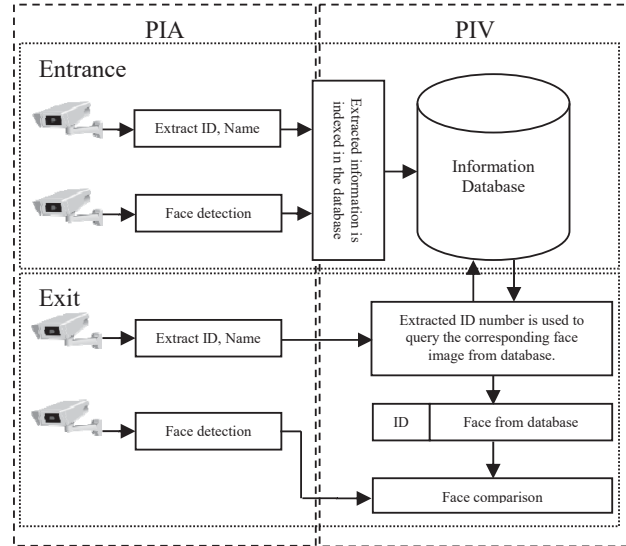 PIA
PIV
Entrance
Extract ID, Name
Face detection
Extracted information is
indexed in the database
Information
Database
Exit
Extract ID, Name
Extracted ID number is used to
query the corresponding face
image from database.
ID
Face from database
Face detection
Face comparison